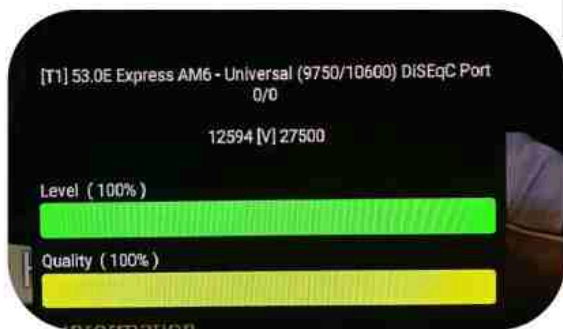 [T1] 53.0E Express AM6 - Universal (9750/10600) DiSEqC Port
0/0
12594 [V] 27500
Level ( 100% )
Quality ( 100% )